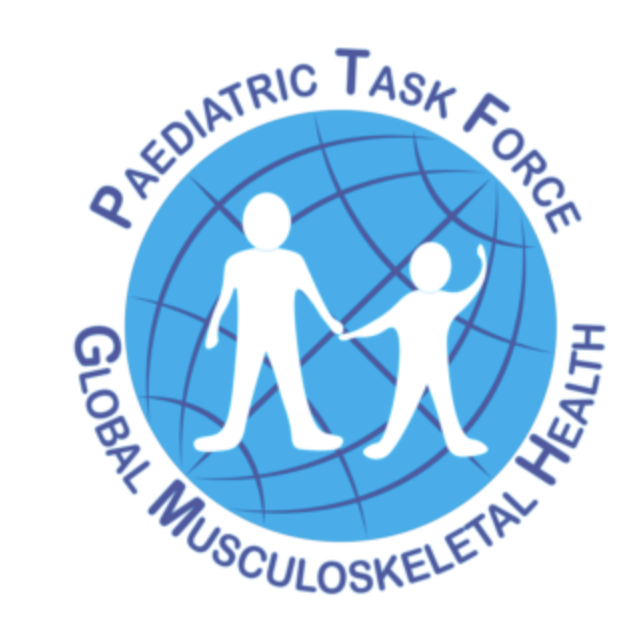 PAEDIATRIC TASK FORCE
GLOBAL MUSCULOSKELETAL HEALTH